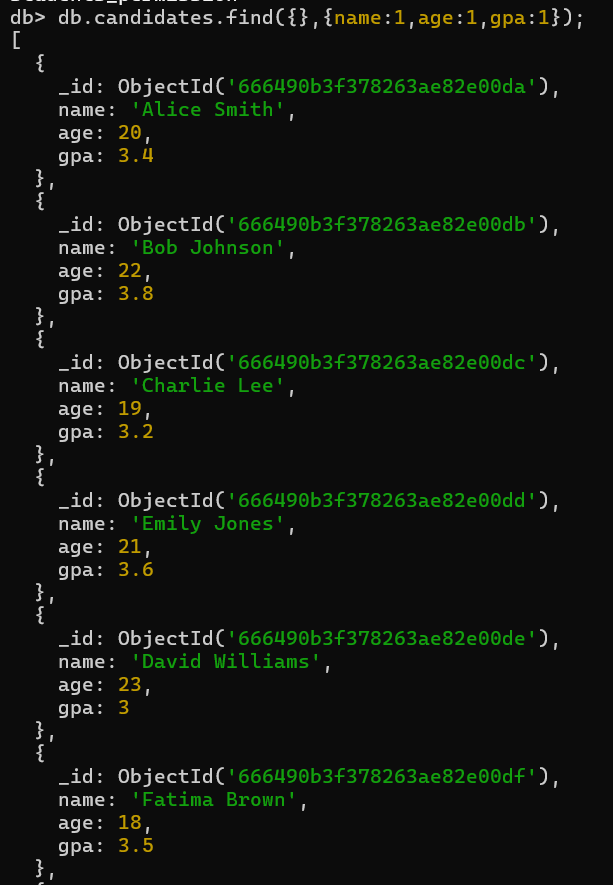 students_permission
db> db.candidates.find({},{name:1,age:1,gpa:1});
[
  {
    _id: ObjectId('666490b3f378263ae82e00da'),
    name: 'Alice Smith',
    age: 20,
    gpa: 3.4
  },
  {
    _id: ObjectId('666490b3f378263ae82e00db'),
    name: 'Bob Johnson',
    age: 22,
    gpa: 3.8
  },
  {
    _id: ObjectId('666490b3f378263ae82e00dc'),
    name: 'Charlie Lee',
    age: 19,
    gpa: 3.2
  },
  {
    _id: ObjectId('666490b3f378263ae82e00dd'),
    name: 'Emily Jones',
    age: 21,
    gpa: 3.6
  },
  {
    _id: ObjectId('666490b3f378263ae82e00de'),
    name: 'David Williams',
    age: 23,
    gpa: 3
  },
  {
    _id: ObjectId('666490b3f378263ae82e00df'),
    name: 'Fatima Brown',
    age: 18,
    gpa: 3.5
  },
  {